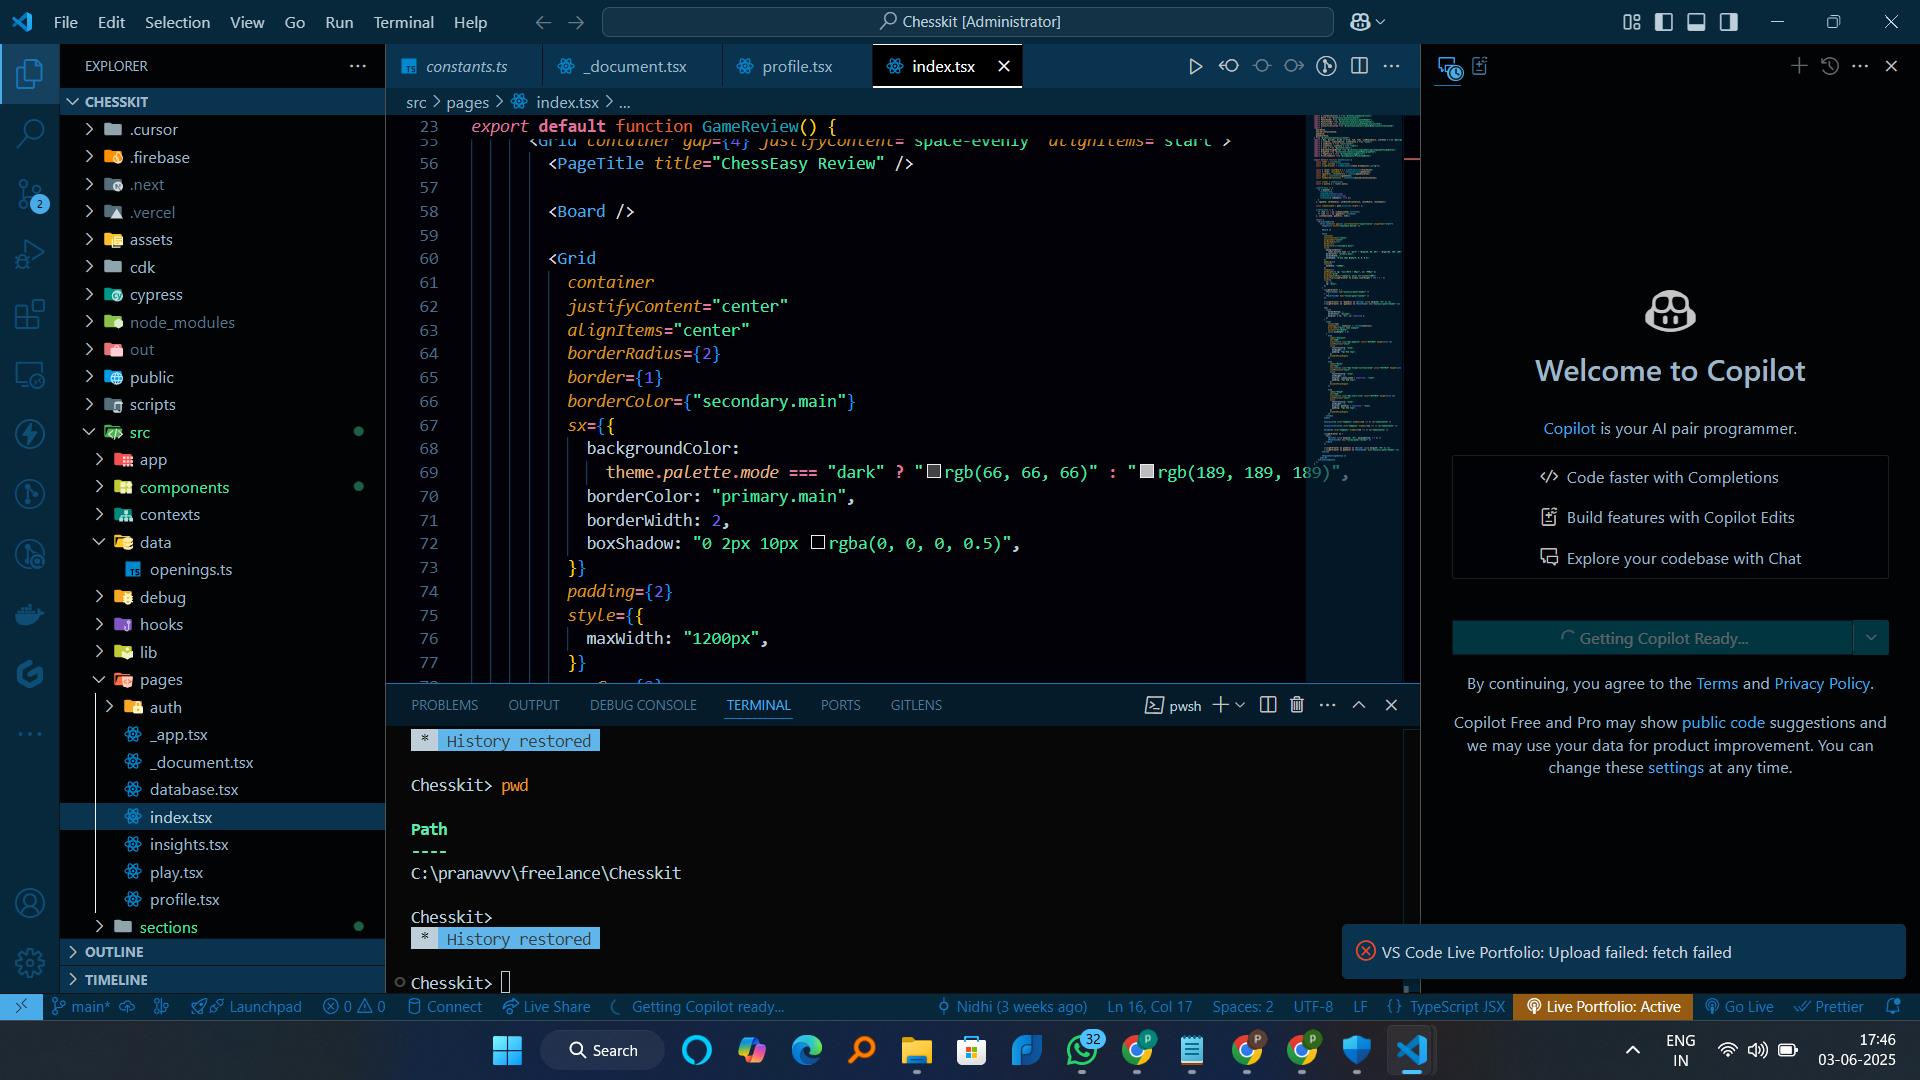 File Edit Selection View Go Run Terminal Help
Chesskit [Administrator]
EXPLORER
CHESSKIT
.cursor
.firebase
.next
.vercel
assets
cdk
cypress
node_modules
out
public
scripts
src
app
components
contexts
data
openings.ts
debug
hooks
lib
pages
auth
_app.tsx
_document.tsx
database.tsx
index.tsx
insights.tsx
play.tsx
profile.tsx
sections
OUTLINE
TIMELINE
constants.ts _document.tsx profile.tsx index.tsx
src > pages > index.tsx > ...
23 export default function GameReview() {
55 <Grid container gap={4} justifyContent="space-evenly" alignItems="start">
56 <PageTitle title="ChessEasy Review" />
57
58 <Board />
59
60 <Grid
61 container
62 justifyContent="center"
63 alignItems="center"
64 borderRadius={2}
65 border={1}
66 borderColor={"secondary.main"}
67 sx={{
68 backgroundColor:
69 theme.palette.mode === "dark" ? "rgb(66, 66, 66)" : "rgb(189, 189, 189)",
70 borderColor: "primary.main",
71 borderWidth: 2,
72 boxShadow: "0 2px 10px rgba(0, 0, 0, 0.5)",
73 }}
74 padding={2}
75 style={{
76 maxWidth: "1200px",
77 }}
PROBLEMS OUTPUT DEBUG CONSOLE TERMINAL PORTS GITLENS
pwsh
* History restored
Chesskit> pwd
Path
----
C:\pranavvv\freelance\Chesskit
Chesskit>
* History restored
Chesskit>
Welcome to Copilot
Copilot is your AI pair programmer.
Code faster with Completions
Build features with Copilot Edits
Explore your codebase with Chat
Getting Copilot Ready...
By continuing, you agree to the Terms and Privacy Policy.
Copilot Free and Pro may show public code suggestions and
we may use your data for product improvement. You can
change these settings at any time.
VS Code Live Portfolio: Upload failed: fetch failed
main* Launchpad 0 0 Connect Live Share Getting Copilot ready... Nidhi (3 weeks ago) Ln 16, Col 17 Spaces: 2 UTF-8 LF {} TypeScript JSX Live Portfolio: Active Go Live Prettier
2
Search
32
ENG
IN
17:46
03-06-2025